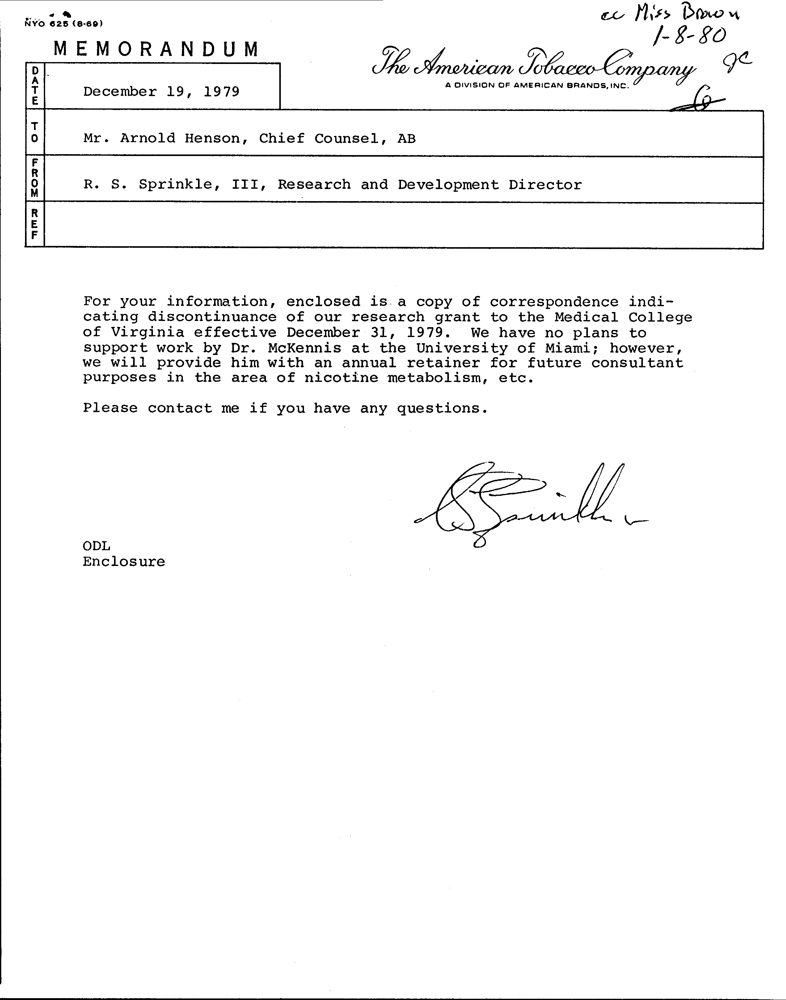 NYO 625 (8-69)
cc Miss Brown
1-8-80
MEMORANDUM
The American Tobacco Company
A DIVISION OF AMERICAN BRANDS, INC.
DATE
December 19, 1979
TO
Mr. Arnold Henson, Chief Counsel, AB
FROM
R. S. Sprinkle, III, Research and Development Director
REF
For your information, enclosed is a copy of correspondence indi-
cating discontinuance of our research grant to the Medical College
of Virginia effective December 31, 1979. We have no plans to
support work by Dr. McKennis at the University of Miami; however,
we will provide him with an annual retainer for future consultant
purposes in the area of nicotine metabolism, etc.
Please contact me if you have any questions.
ODL
Enclosure